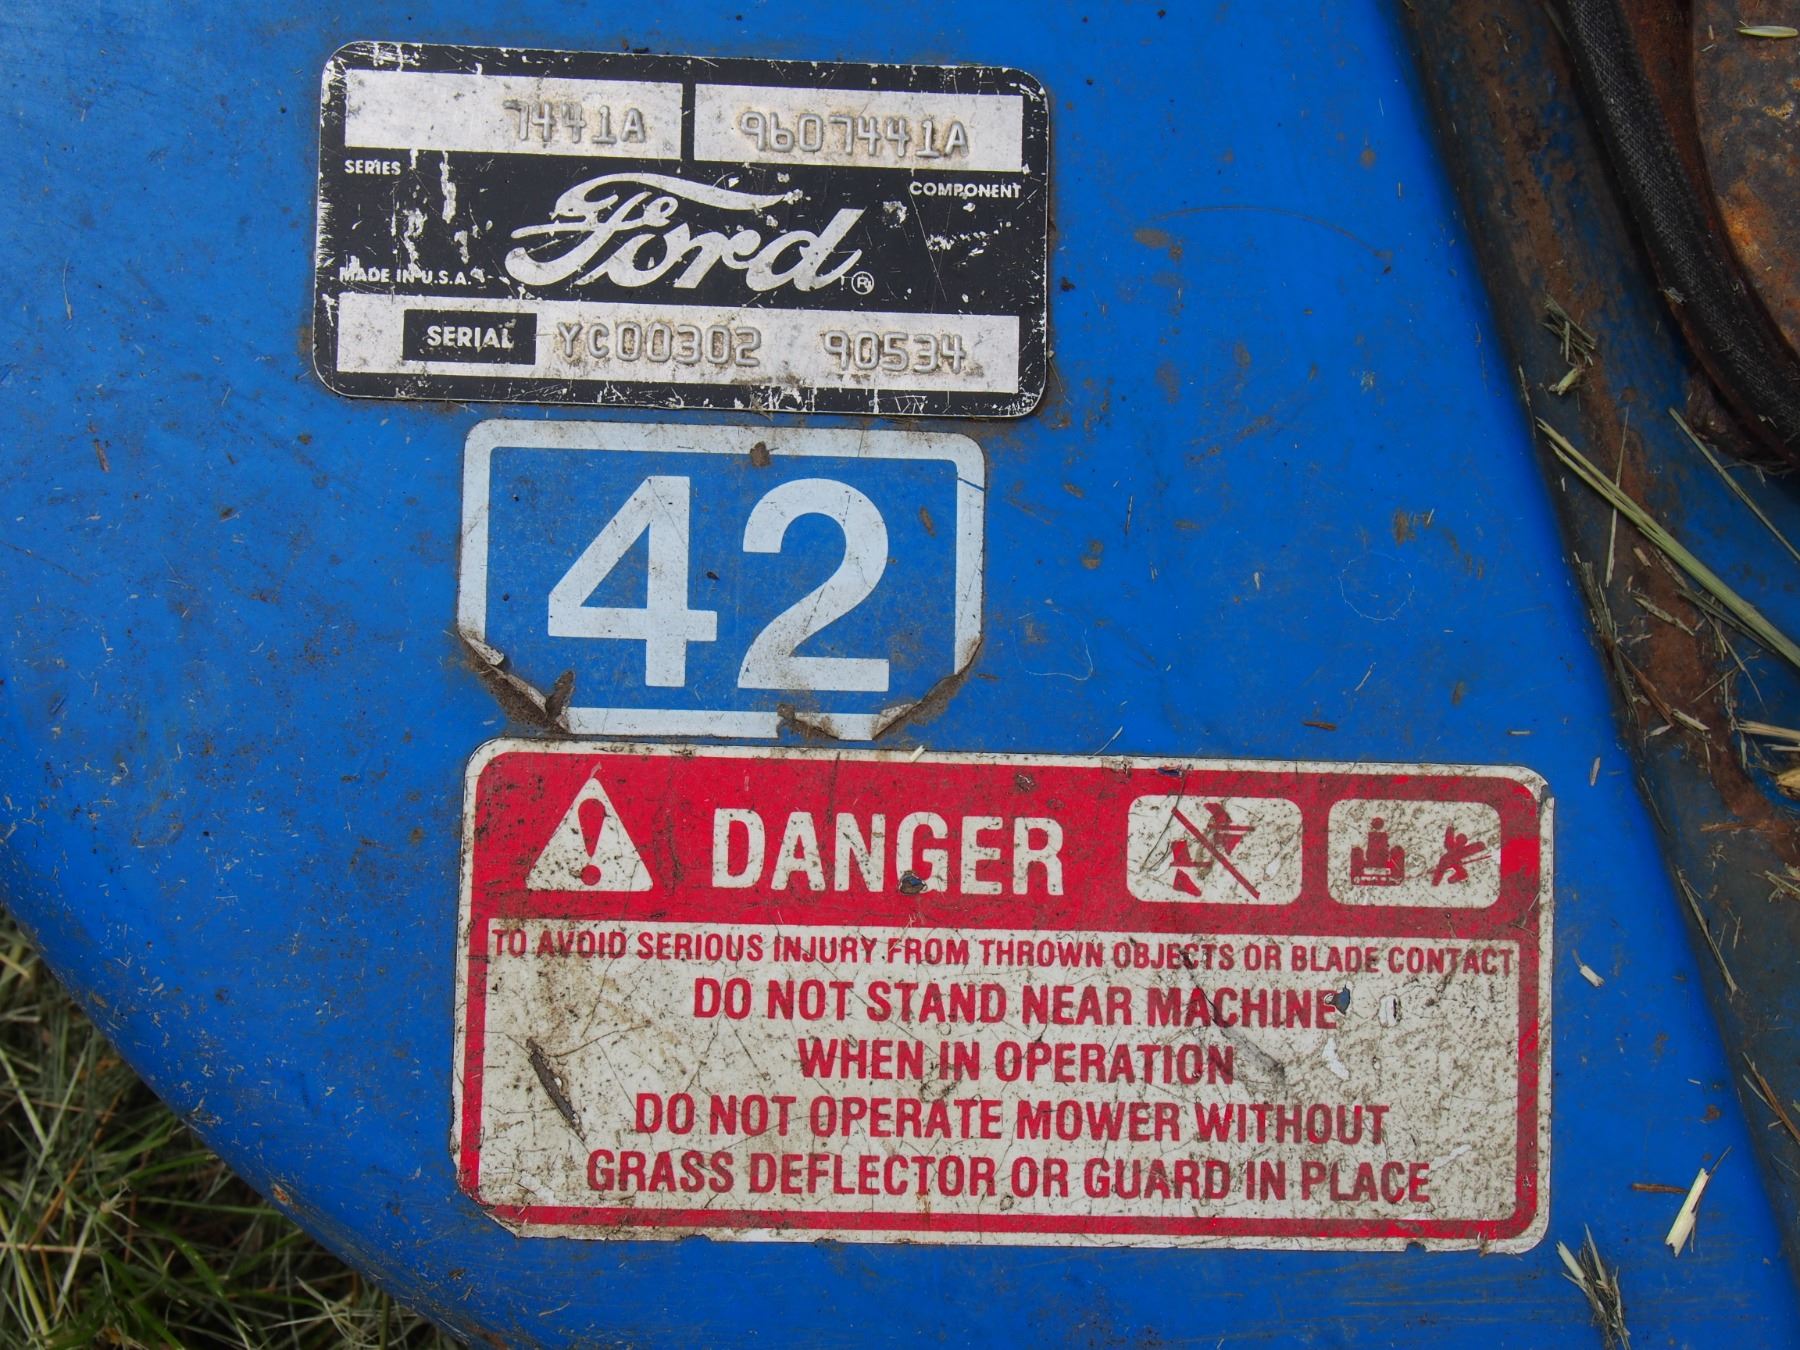 7441A 9607441A
SERIES COMPONENT
Ford®
MADE IN U.S.A.
SERIAL YC00302 90534
42
DANGER
TO AVOID SERIOUS INJURY FROM THROWN OBJECTS OR BLADE CONTACT
DO NOT STAND NEAR MACHINE
WHEN IN OPERATION
DO NOT OPERATE MOWER WITHOUT
GRASS DEFLECTOR OR GUARD IN PLACE